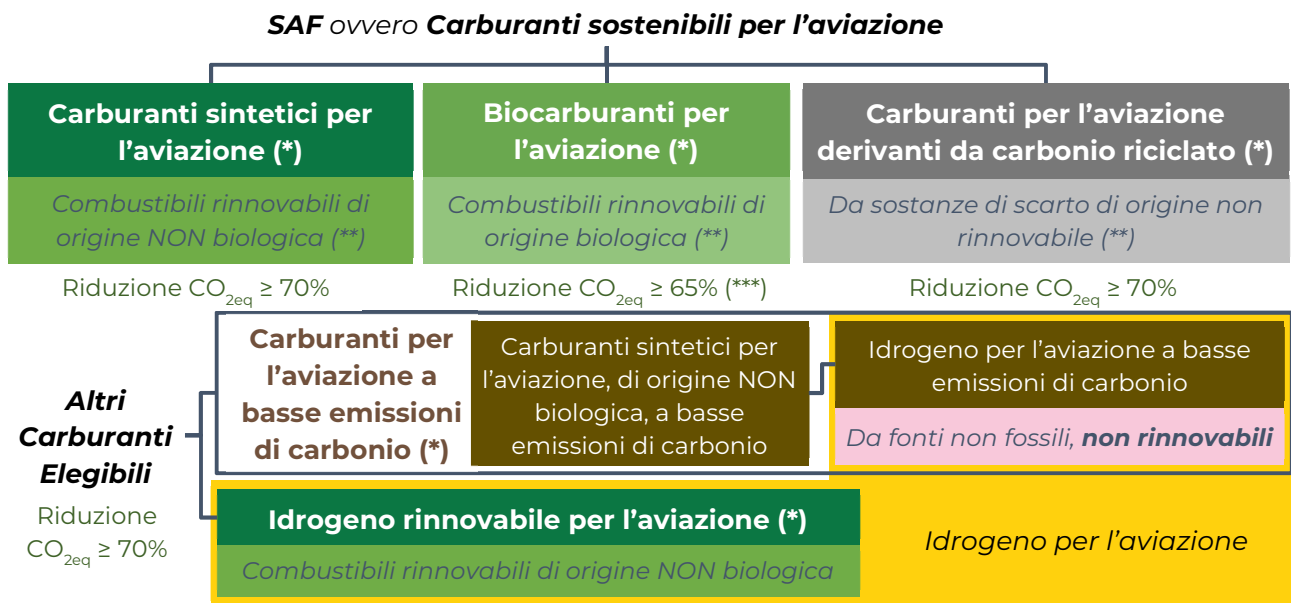 SAF ovvero Carburanti sostenibili per l'aviazione
Carburanti sintetici per
l'aviazione (*)
Combustibili rinnovabili di
origine NON biologica (**)
Riduzione CO2eq ≥ 70%
Biocarburanti per
l'aviazione (*)
Combustibili rinnovabili di
origine biologica (**)
Riduzione CO2eq ≥ 65% (***)
Carburanti per l'aviazione
derivanti da carbonio riciclato (*)
Da sostanze di scarto di origine non
rinnovabile (**)
Riduzione CO2eq ≥ 70%
Altri
Carburanti
Elegibili
Riduzione
CO2eq ≥ 70%
Carburanti per
l'aviazione a
basse emissioni
di carbonio (*)
Carburanti sintetici per
l'aviazione, di origine NON
biologica, a basse
emissioni di carbonio
Idrogeno per l'aviazione a basse
emissioni di carbonio
Da fonti non fossili, non rinnovabili
Idrogeno rinnovabile per l'aviazione (*)
Combustibili rinnovabili di origine NON biologica
Idrogeno per l'aviazione